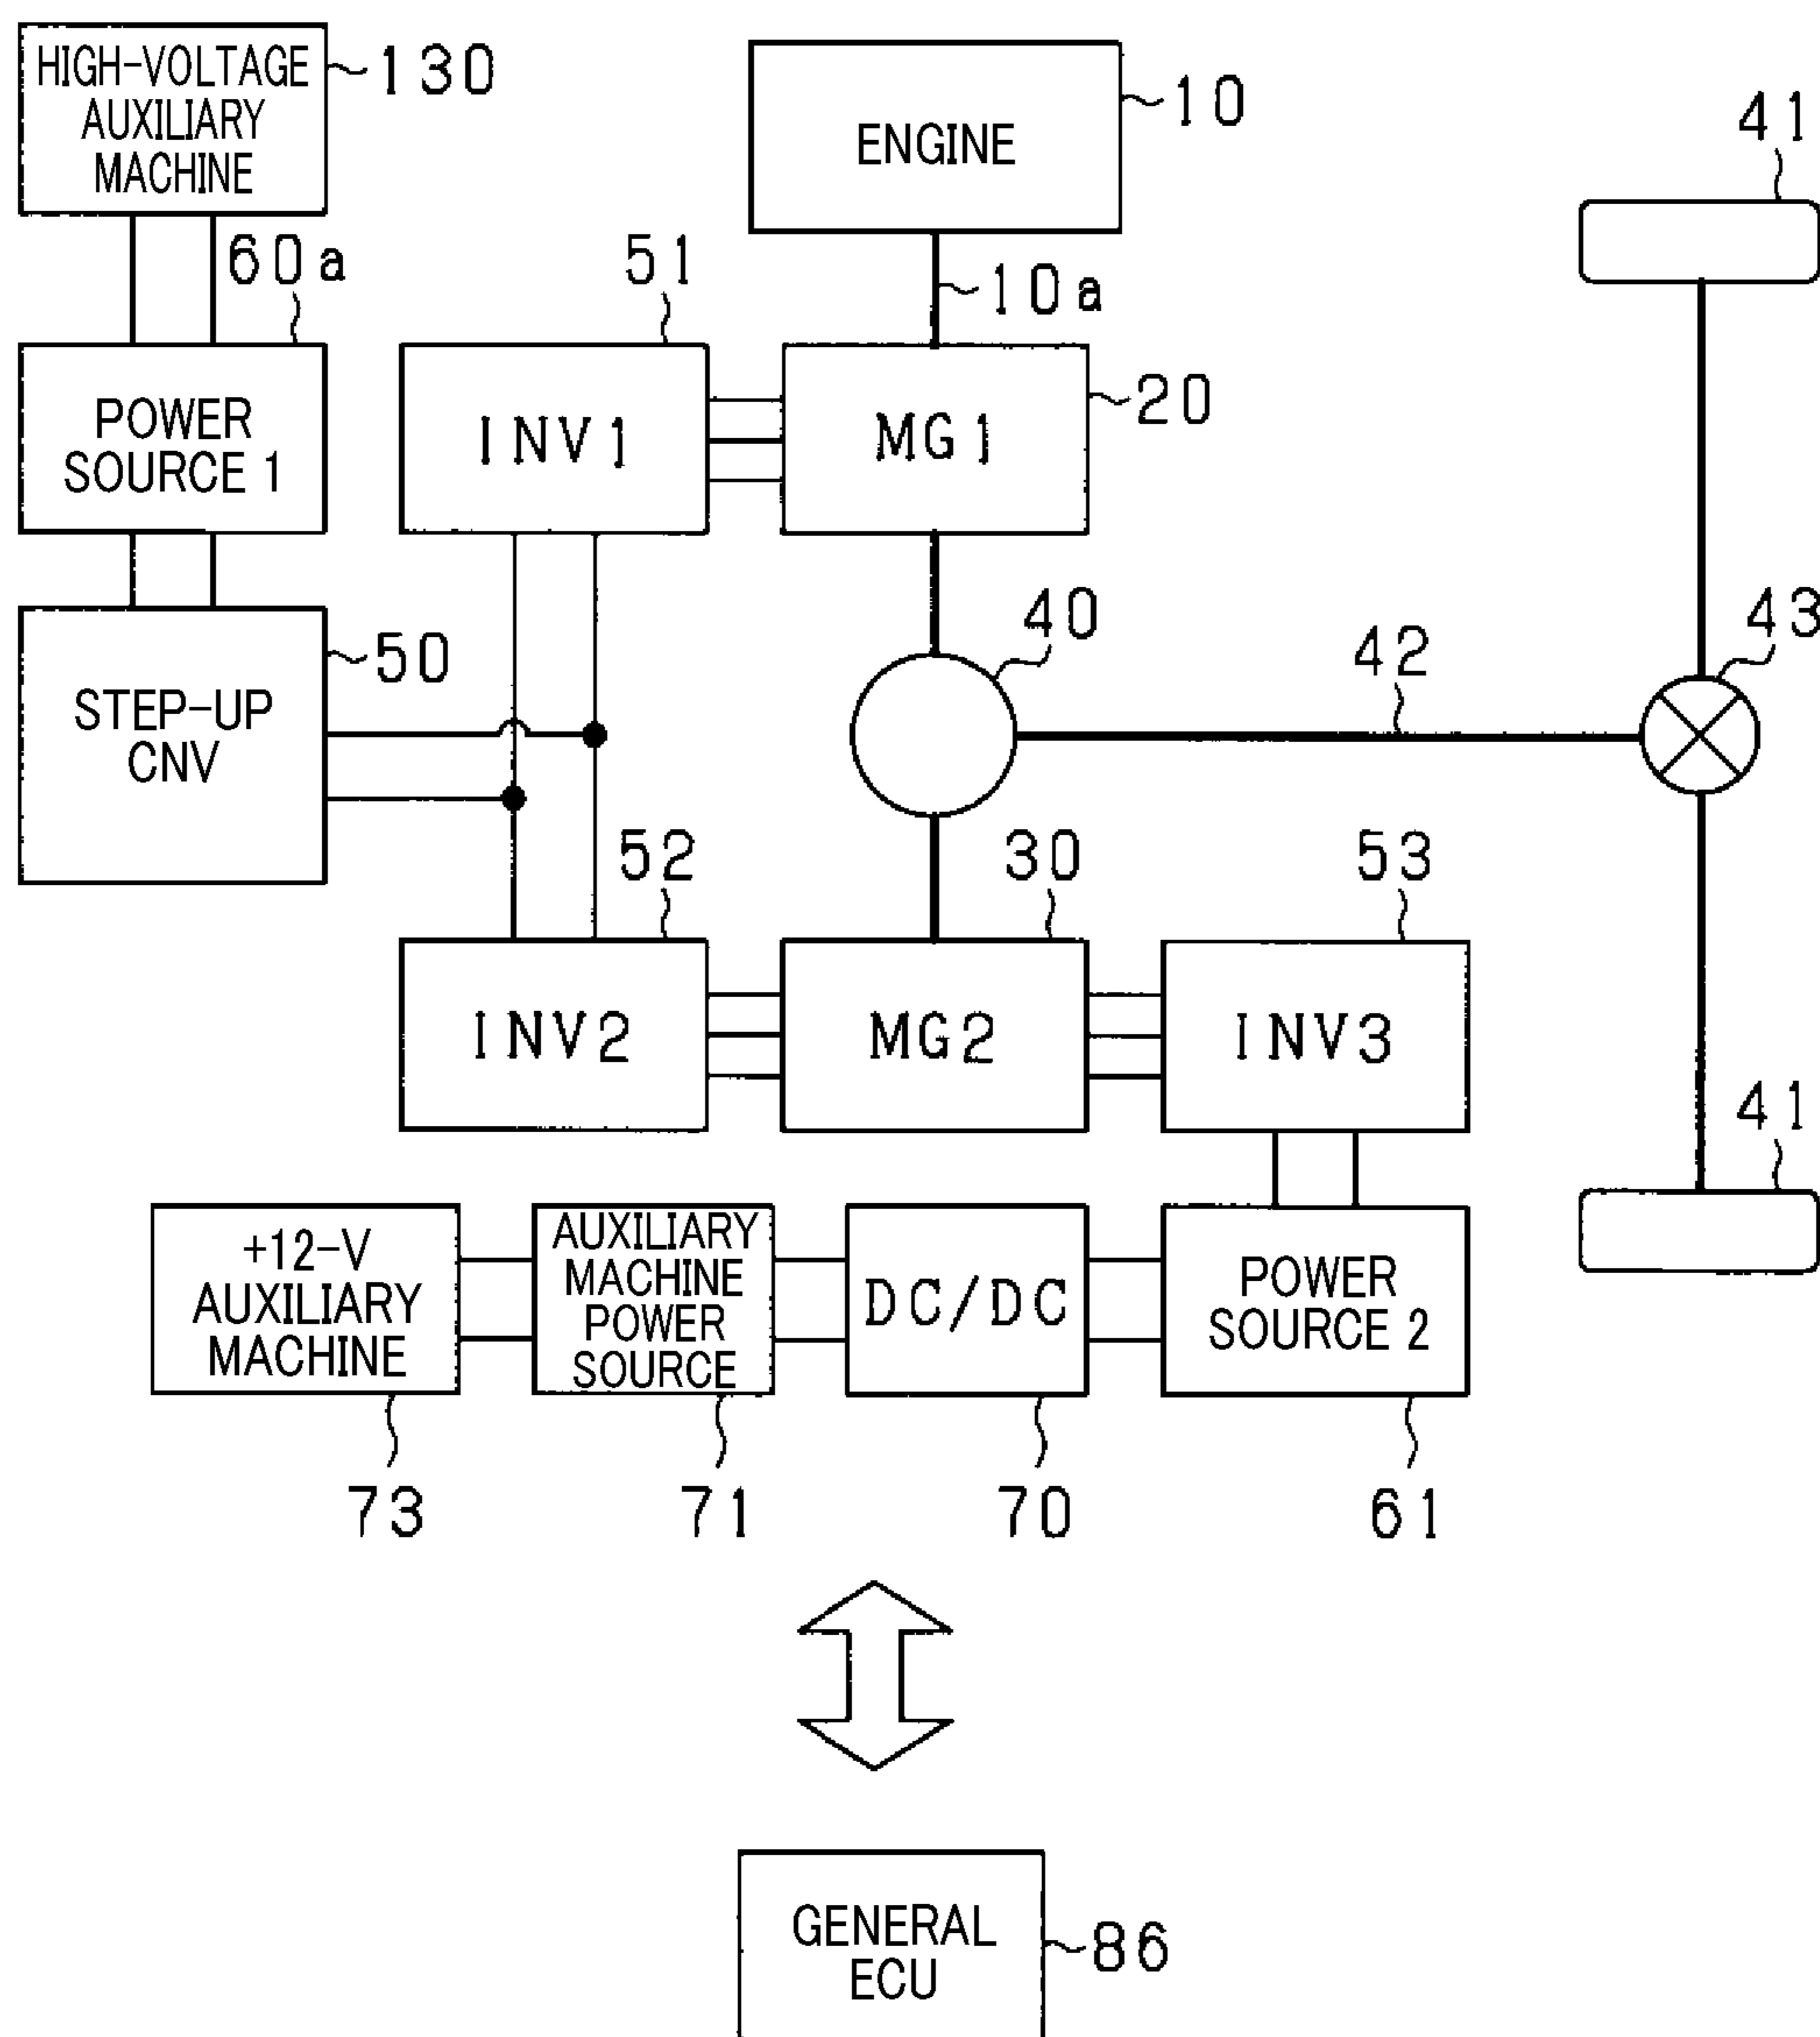 HIGH-VOLTAGE
AUXILIARY
MACHINE
130
ENGINE
10
41
60a
51
10a
POWER
SOURCE 1
INV1
MG1
20
40
42
43
50
STEP-UP
CNV
52
30
53
INV2
MG2
INV3
41
+12-V
AUXILIARY
MACHINE
AUXILIARY
MACHINE
POWER
SOURCE
DC/DC
POWER
SOURCE 2
73
71
70
61
GENERAL
ECU
86